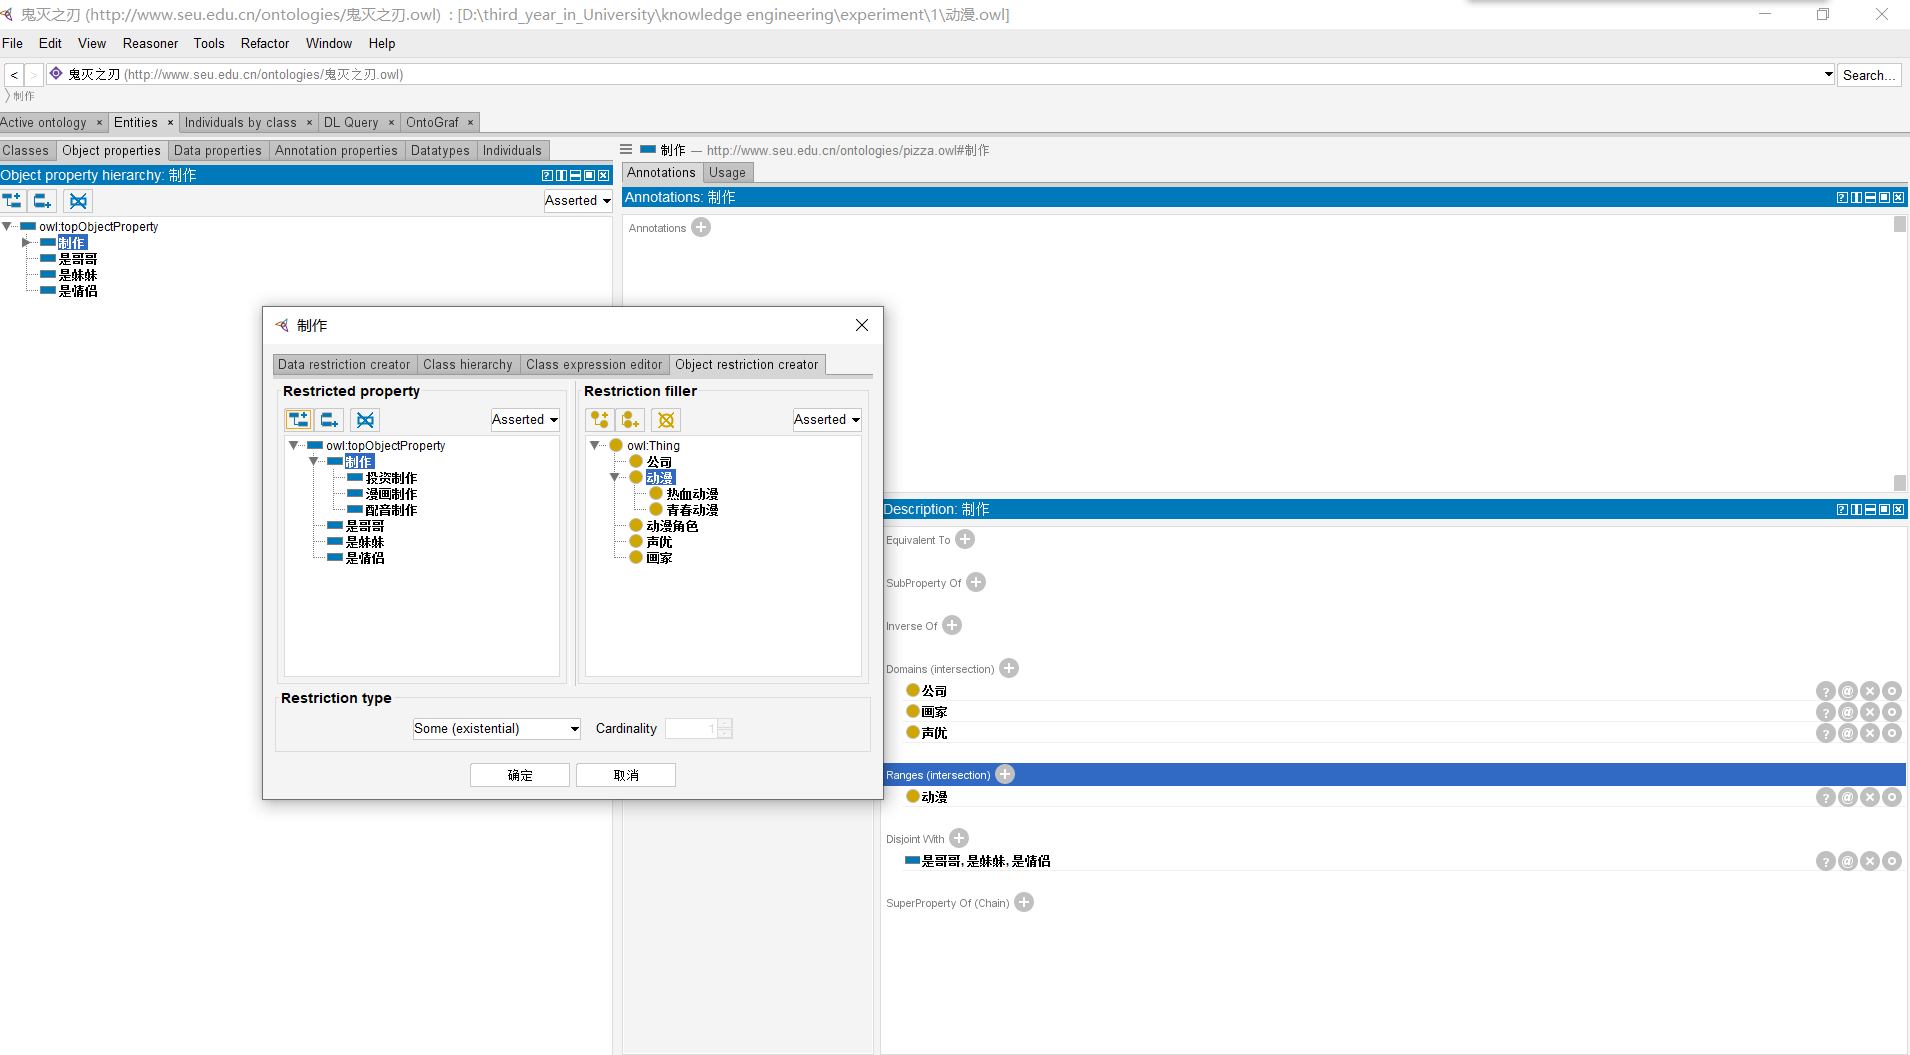 鬼灭之刃 (http://www.seu.edu.cn/ontologies/鬼灭之刃.owl) : [D:\third_year_in_University\knowledge engineering\experiment\1\动漫.owl]
File Edit View Reasoner Tools Refactor Window Help
< > 鬼灭之刃 (http://www.seu.edu.cn/ontologies/鬼灭之刃.owl) Search...
制作
Active ontology × Entities × Individuals by class × DL Query × OntoGraf ×
Classes Object properties Data properties Annotation properties Datatypes Individuals
Object property hierarchy: 制作
Asserted
owl:topObjectProperty
制作
是哥哥
是妹妹
是情侣
制作 — http://www.seu.edu.cn/ontologies/pizza.owl#制作
Annotations Usage
Annotations: 制作
Annotations
制作
Data restriction creator Class hierarchy Class expression editor Object restriction creator
Restricted property
Asserted
owl:topObjectProperty
制作
投资制作
漫画制作
配音制作
是哥哥
是妹妹
是情侣
Restriction filler
Asserted
owl:Thing
公司
动漫
热血动漫
青春动漫
动漫角色
声优
画家
Restriction type
Some (existential) Cardinality 1
确定 取消
Description: 制作
Equivalent To
SubProperty Of
Inverse Of
Domains (intersection)
公司
画家
声优
Ranges (intersection)
动漫
Disjoint With
是哥哥, 是妹妹, 是情侣
SuperProperty Of (Chain)